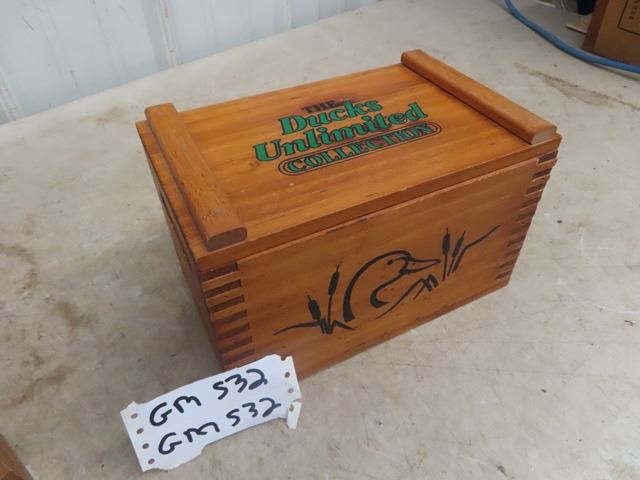 THE
Ducks
Unlimited
COLLECTION
GM 532
GM 532